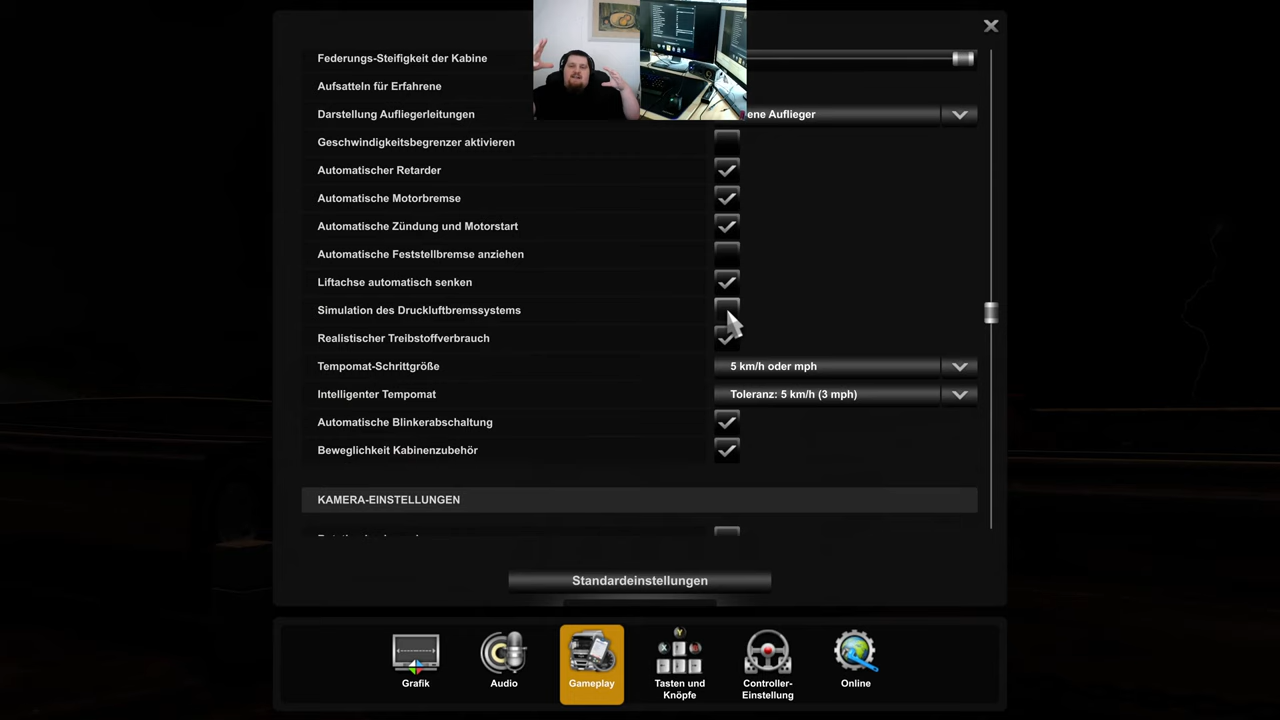 Federungs-Steifigkeit der Kabine
Aufsatteln für Erfahrene
Darstellung Aufliegerleitungen
ene Auflieger
Geschwindigkeitsbegrenzer aktivieren
Automatischer Retarder
Automatische Motorbremse
Automatische Zündung und Motorstart
Automatische Feststellbremse anziehen
Liftachse automatisch senken
Simulation des Druckluftbremssystems
Realistischer Treibstoffverbrauch
Tempomat-Schrittgröße
5 km/h oder mph
Intelligenter Tempomat
Toleranz: 5 km/h (3 mph)
Automatische Blinkerabschaltung
Beweglichkeit Kabinenzubehör
KAMERA-EINSTELLUNGEN
Standardeinstellungen
Grafik
Audio
Gameplay
Tasten und
Knöpfe
Controller-
Einstellung
Online